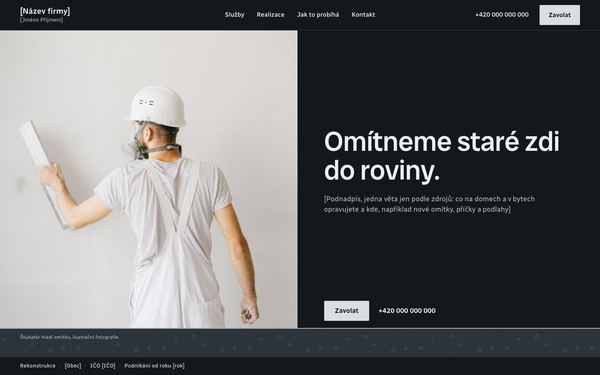 [Název firmy]
[Jméno Příjmení]
Služby
Realizace
Jak to probíhá
Kontakt
+420 000 000 000
Zavolat
Omítneme staré zdi
do roviny.
[Podnadpis, jedna věta jen podle zdrojů: co na domech a v bytech
opravujete a kde, například nové omítky, příčky a podlahy]
Zavolat
+420 000 000 000
Štukatér hladí omítku, ilustrační fotografie
Rekonstrukce · [Obec] · IČO [IČO] · Podnikání od roku [rok]